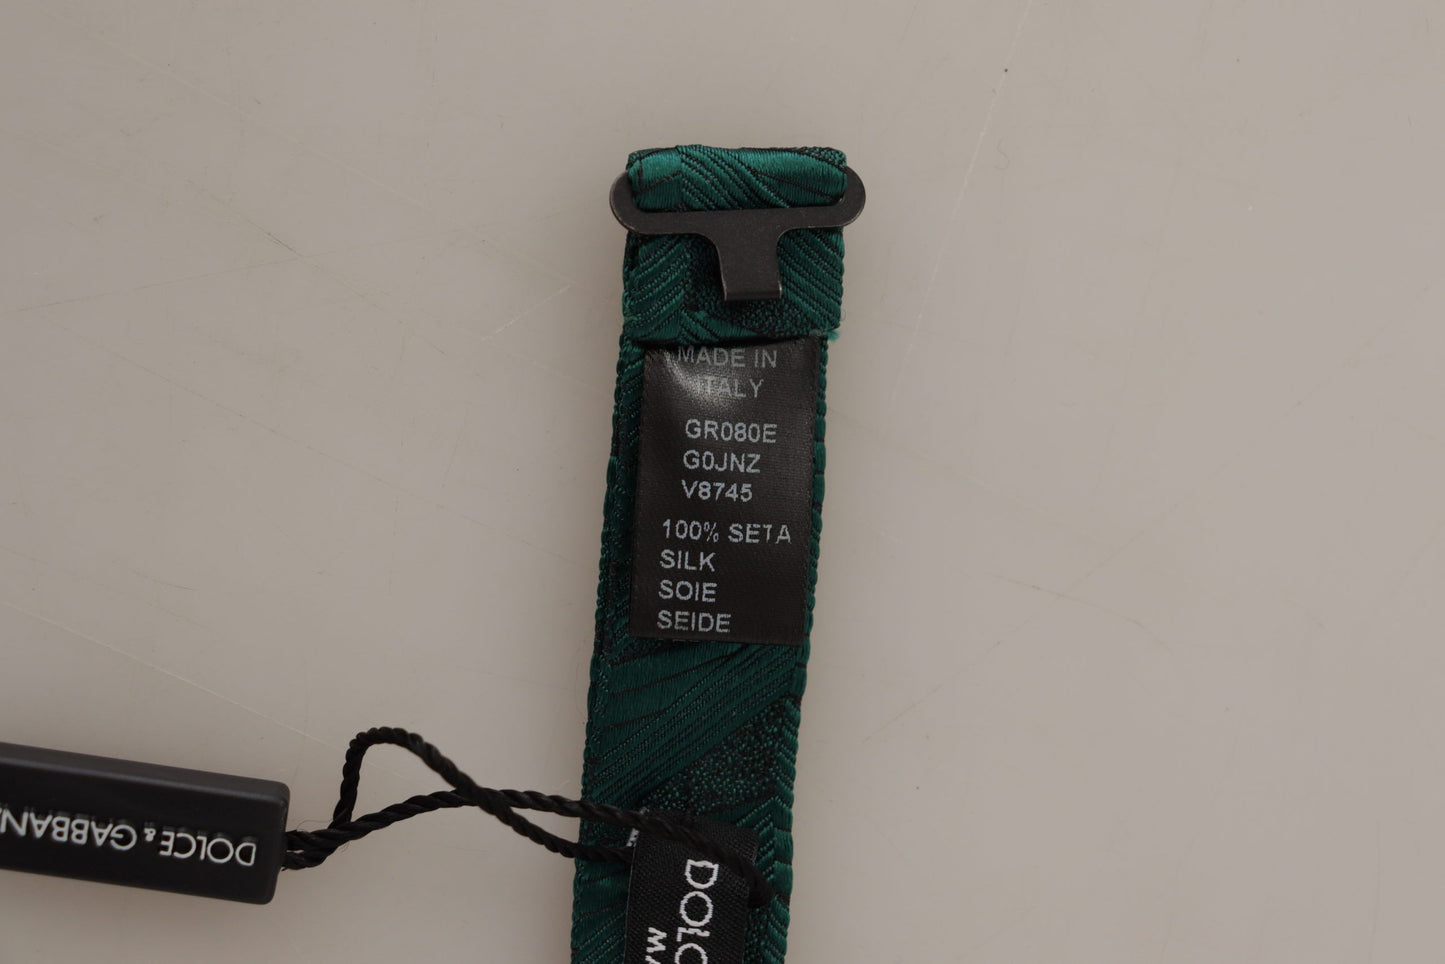 MADE IN
ITALY
GR080E
G0JNZ
V8745
100% SETA
SILK
SOIE
SEIDE
DOLCE & GABBAN
DOLC
MA